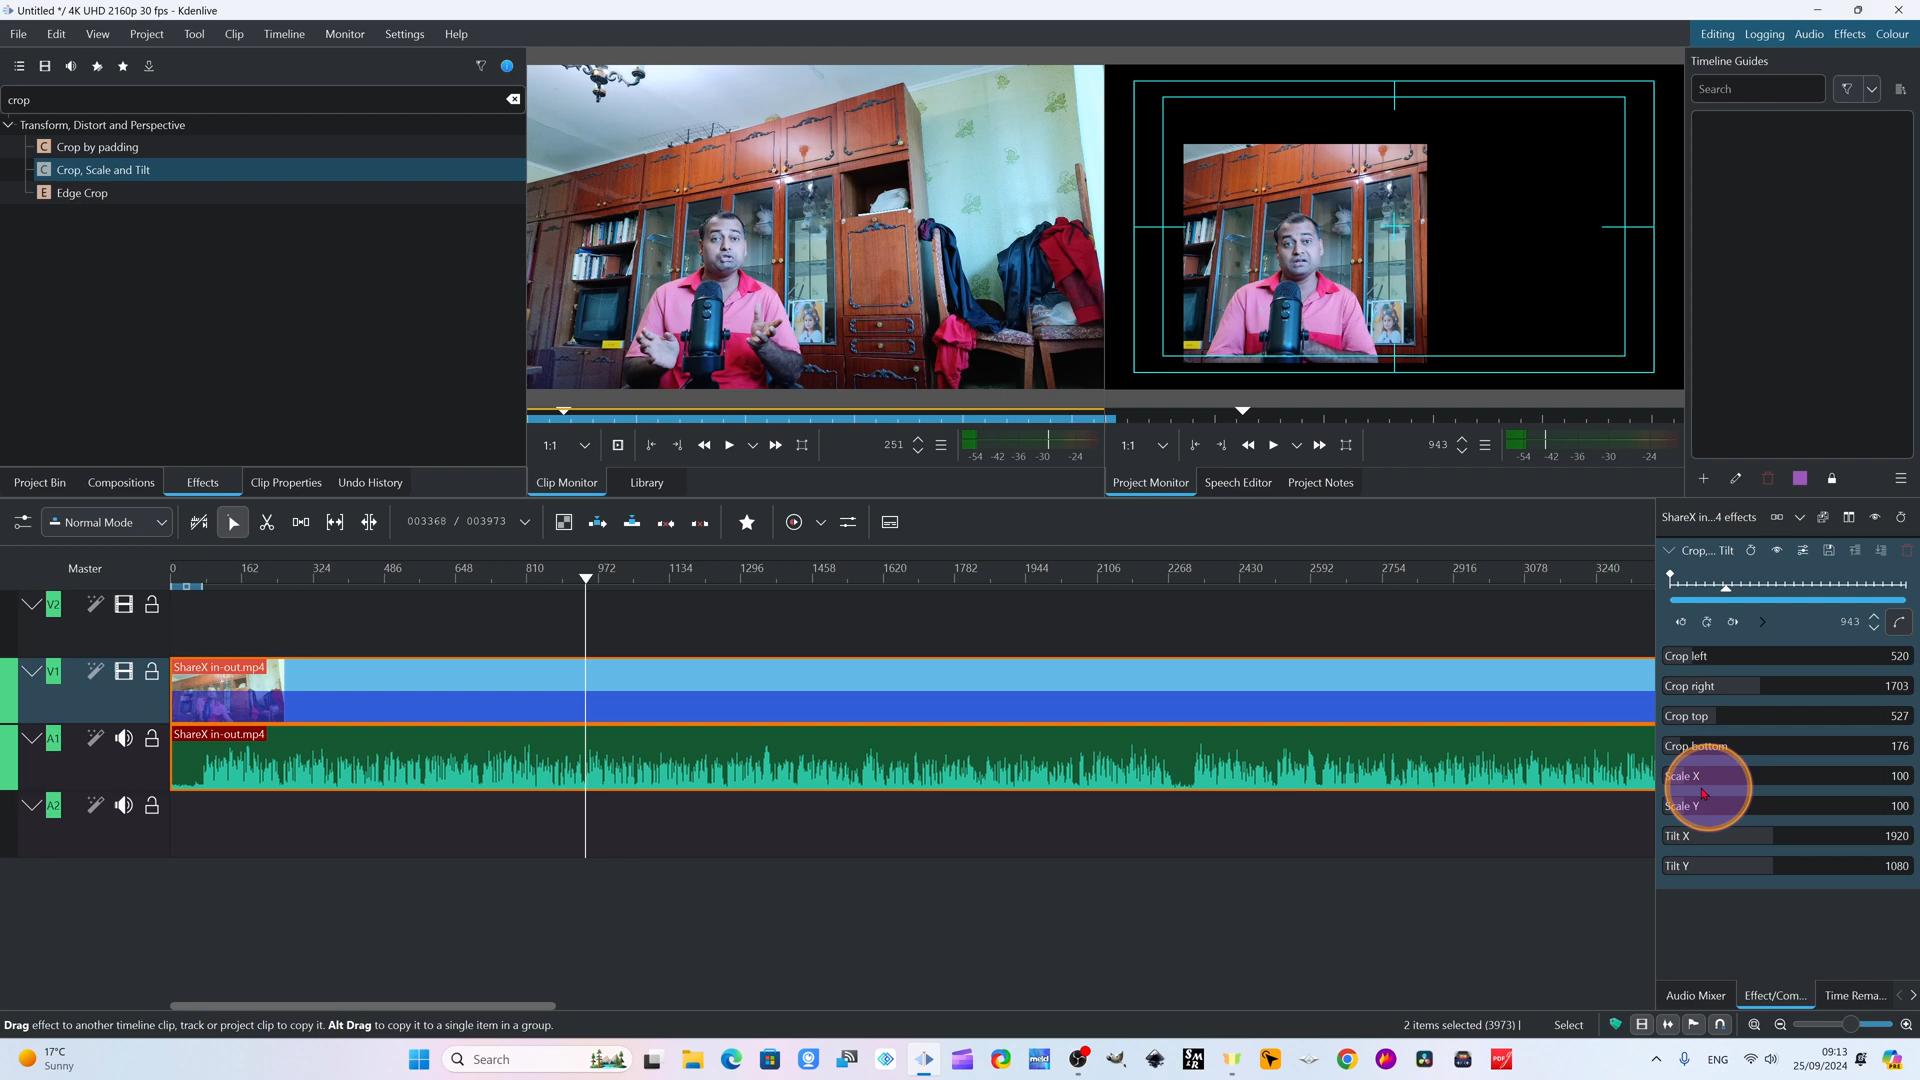 Untitled */ 4K UHD 2160p 30 fps - Kdenlive
File Edit View Project Tool Clip Timeline Monitor Settings Help
Editing Logging Audio Effects Colour
Timeline Guides
Search
crop
Transform, Distort and Perspective
C Crop by padding
C Crop, Scale and Tilt
E Edge Crop
1:1
251
-54 -42 -36 -30 -24
1:1
943
-54 -42 -36 -30 -24
Project Bin Compositions Effects Clip Properties Undo History
Clip Monitor Library
Project Monitor Speech Editor Project Notes
Normal Mode
003368 / 003973
ShareX in...4 effects
Crop,... Tilt
Master
0 162 324 486 648 810 972 1134 1296 1458 1620 1782 1944 2106 2268 2430 2592 2754 2916 3078 3240
943
V2
V1
ShareX in-out.mp4
A1
ShareX in-out.mp4
A2
Crop left 520
Crop right 1703
Crop top 527
Crop bottom 176
Scale X 100
Scale Y 100
Tilt X 1920
Tilt Y 1080
Audio Mixer Effect/Com... Time Rema...
Drag effect to another timeline clip, track or project clip to copy it. Alt Drag to copy it to a single item in a group.
2 items selected (3973) |
Select
17°C
Sunny
Search
ENG
09:13
25/09/2024